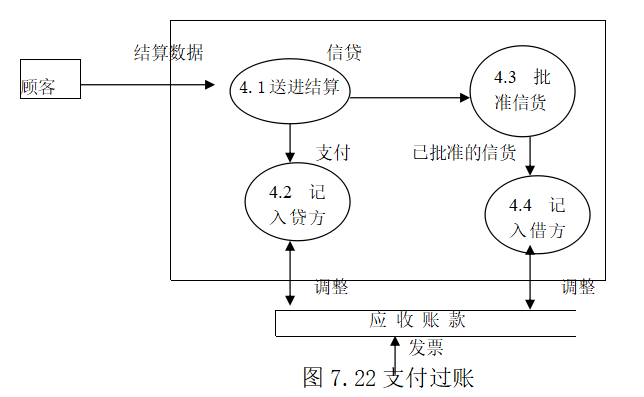 结算数据
信贷
顾客
4.1送进结算
4.3 批
准信货
支付
已批准的信货
4.2 记
入贷方
4.4 记
入借方
调整
调整
应收账款
发票
图 7.22 支付过账